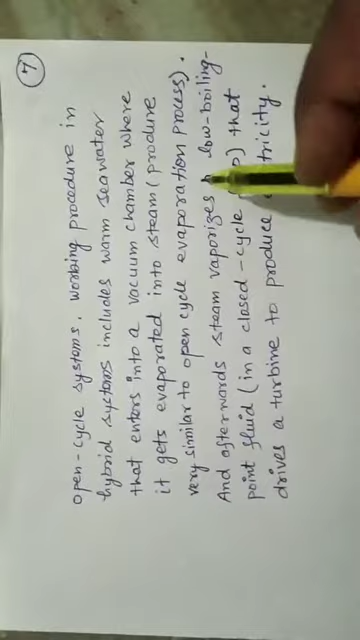 7
open-cycle systems. working procedure in
hybrid systems includes warm seawater
that enters into a vacuum chamber where
it gets evaporated into steam (produre
very similar to open cycle evaporation process).
And afterwards steam vaporizes low-boiling-
point fluid (in a closed-cycle that
drives a turbine to produce